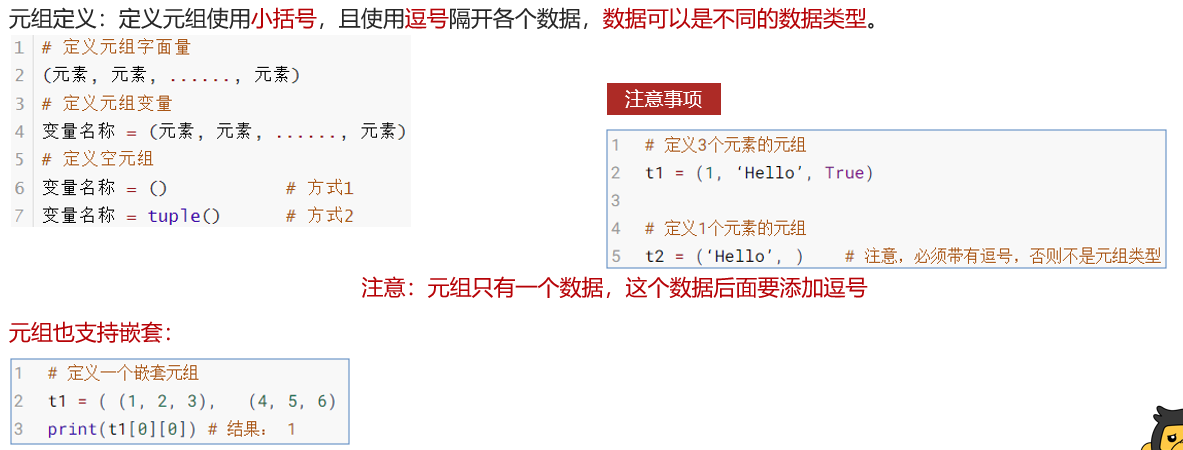 元组定义：定义元组使用小括号，且使用逗号隔开各个数据，数据可以是不同的数据类型。
1 # 定义元组字面量
2 (元素, 元素, ......, 元素)
3 # 定义元组变量
4 变量名称 = (元素, 元素, ......, 元素)
5 # 定义空元组
6 变量名称 = () # 方式1
7 变量名称 = tuple() # 方式2
注意事项
1 # 定义3个元素的元组
2 t1 = (1, ‘Hello’, True)
3
4 # 定义1个元素的元组
5 t2 = (‘Hello’, ) # 注意，必须带有逗号，否则不是元组类型
注意：元组只有一个数据，这个数据后面要添加逗号
元组也支持嵌套：
1 # 定义一个嵌套元组
2 t1 = ( (1, 2, 3), (4, 5, 6)
3 print(t1[0][0]) # 结果： 1